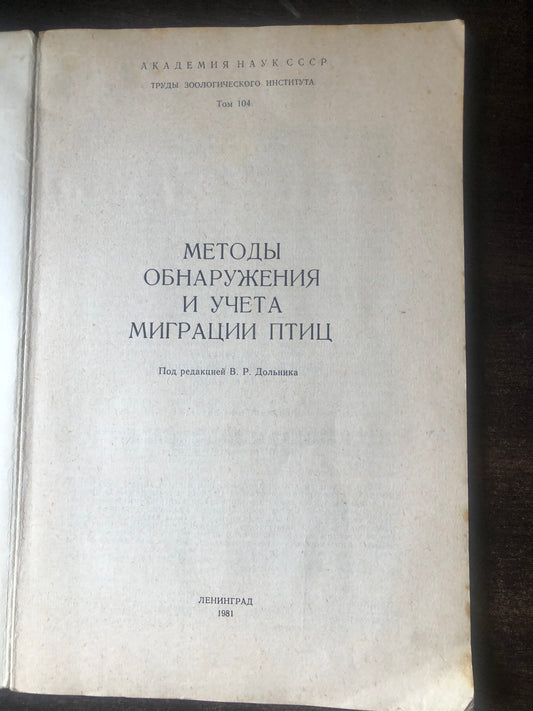 АКАДЕМИЯ НАУК СССР
ТРУДЫ ЗООЛОГИЧЕСКОГО ИНСТИТУТА
Том 104
МЕТОДЫ
ОБНАРУЖЕНИЯ
И УЧЕТА
МИГРАЦИИ ПТИЦ
Под редакцией В. Р. Дольника
ЛЕНИНГРАД
1981